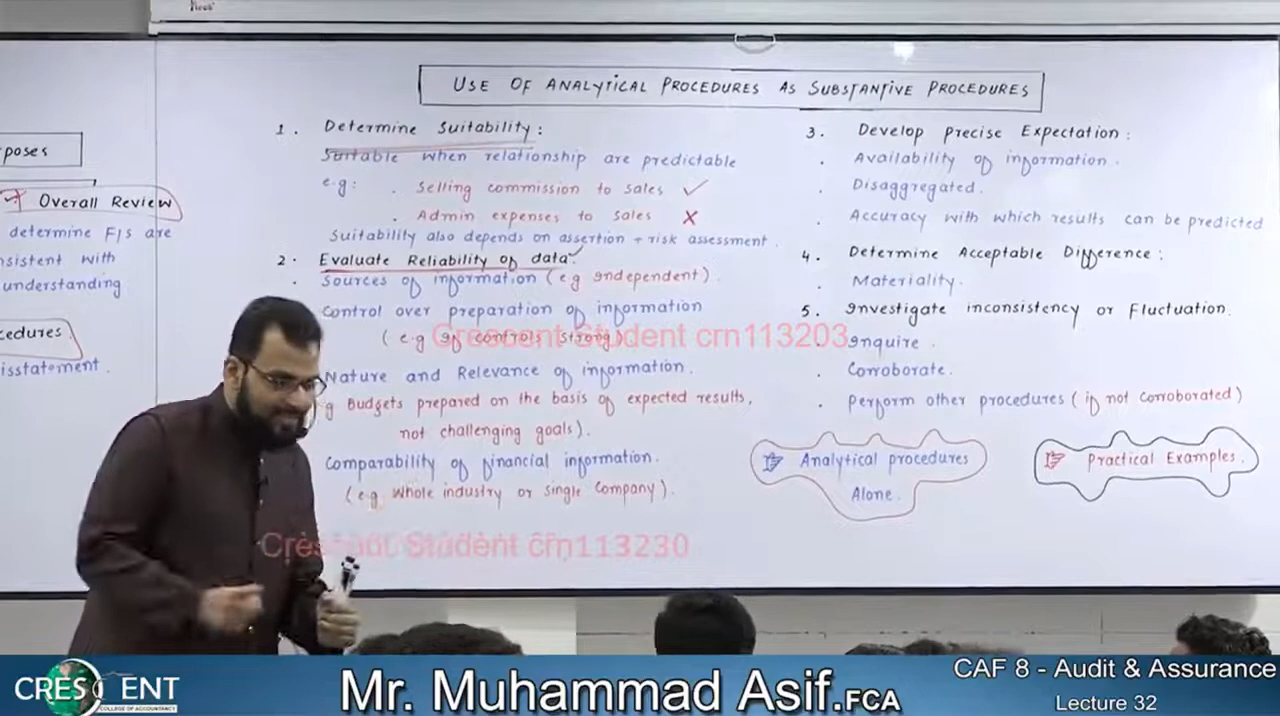 poses
Overall Review
determine F/S are
nsistent with
understanding
cedures.
isstatement.
USE OF ANALYTICAL PROCEDURES AS SUBSTANTIVE PROCEDURES
1. Determine Suitability:
Suitable when relationship are predictable
e.g: . Selling commission to sales ✓
. Admin expenses to sales ✗
Suitability also depends on assertion + risk assessment.
2. Evaluate Reliability of data
. Sources of information (e.g independent).
Control over preparation of information
(e.g if controls strong)
Nature and Relevance of information.
g Budgets prepared on the basis of expected results,
not challenging goals).
Comparability of financial information.
(e.g. whole industry or single company).
3. Develop Precise Expectation:
. Availability of information.
. Disaggregated.
. Accuracy with which results can be predicted
4. Determine Acceptable Difference:
. Materiality.
5. Investigate inconsistency or Fluctuation.
. Inquire.
. Corroborate.
. Perform other procedures (if not corroborated)
☞ Analytical procedures
Alone.
☞ Practical Examples.
Crescent Student crn113203
Crescent Student crn113230
CRESCENT
COLLEGE OF ACCOUNTANCY
Mr. Muhammad Asif.FCA
CAF 8 - Audit & Assurance
Lecture 32